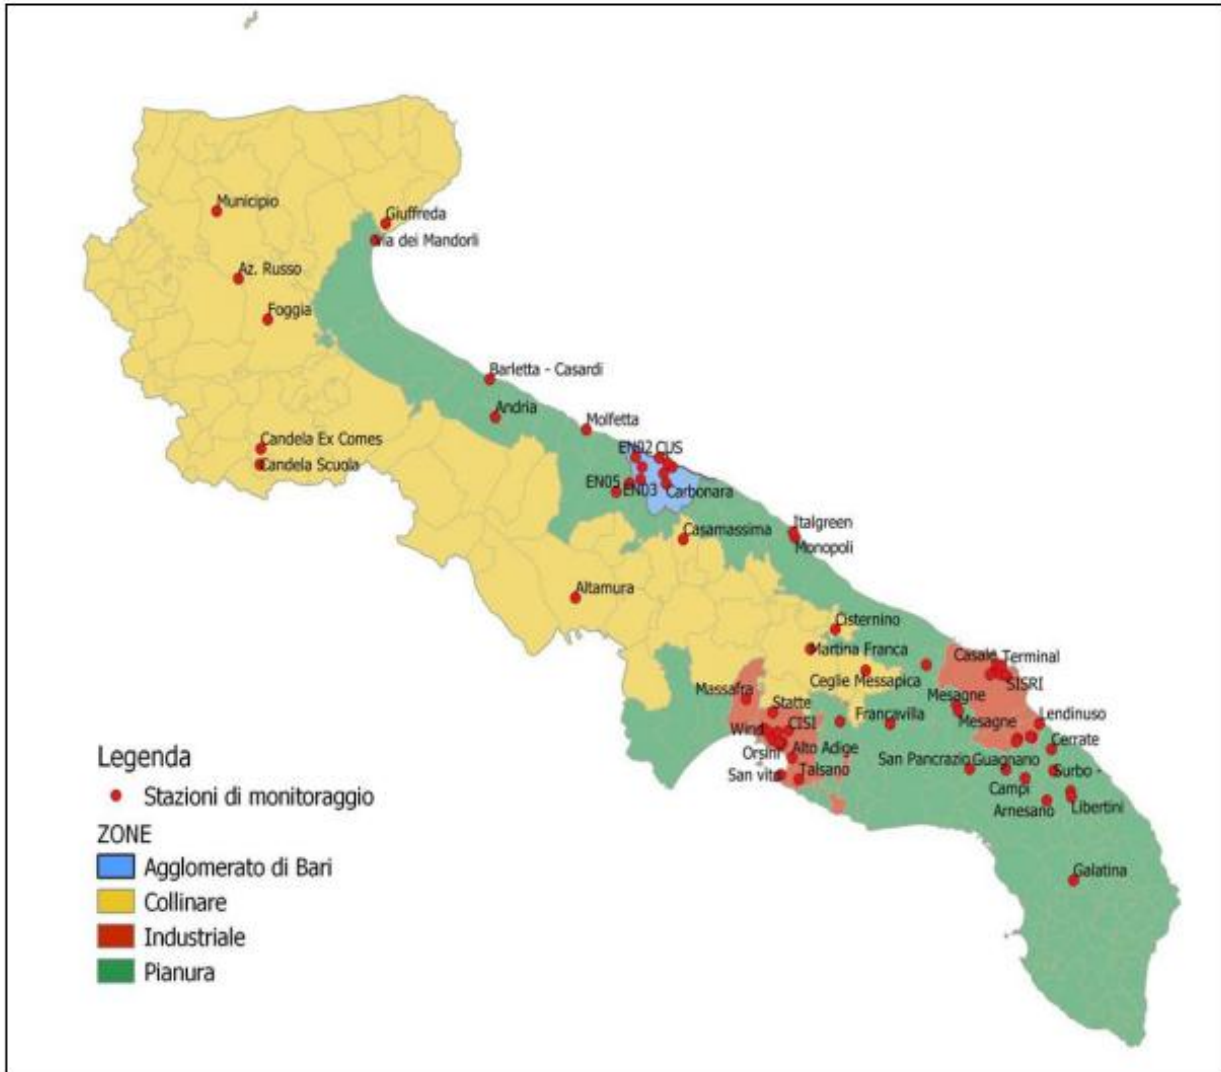 Municipio
Giuffreda
Via dei Mandorli
Az. Russo
Foggia
Barletta - Casardi
Andria
Molfetta
Candela Ex Comes
Candela Scuola
EN02 CUS
EN05
EN03
Carbonara
Casamassima
Italgreen
Monopoli
Altamura
Cisternino
Martina Franca
Ceglie Messapica
Casale
Terminal
SISRI
Massafra
Statte
Mesagne
Francavilla
Mesagne
Lendinuso
Wind
CISI
Orsini
Alto Adige
Cerrate
San vito
Talsano
San Pancrazio
Guagnano
Surbo -
Campi
Arnesano
Libertini
Galatina
Legenda
Stazioni di monitoraggio
ZONE
Agglomerato di Bari
Collinare
Industriale
Pianura